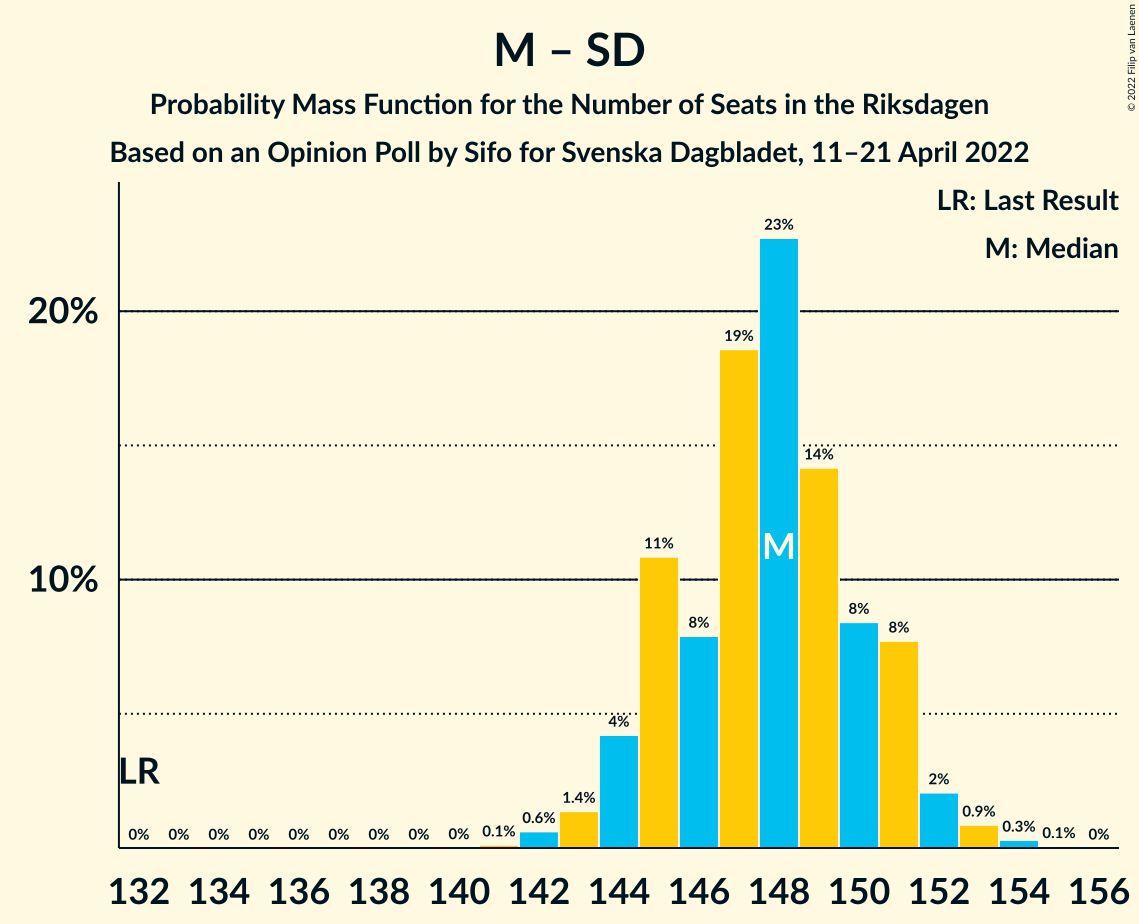 M – SD
Probability Mass Function for the Number of Seats in the Riksdagen
Based on an Opinion Poll by Sifo for Svenska Dagbladet, 11–21 April 2022
© 2022 Filip van Laenen
LR: Last Result
M: Median
20%
10%
LR
M
0% 0% 0% 0% 0% 0% 0% 0% 0% 0.1% 0.6% 1.4% 4% 11% 8% 19% 23% 14% 8% 8% 2% 0.9% 0.3% 0.1% 0%
132 134 136 138 140 142 144 146 148 150 152 154 156